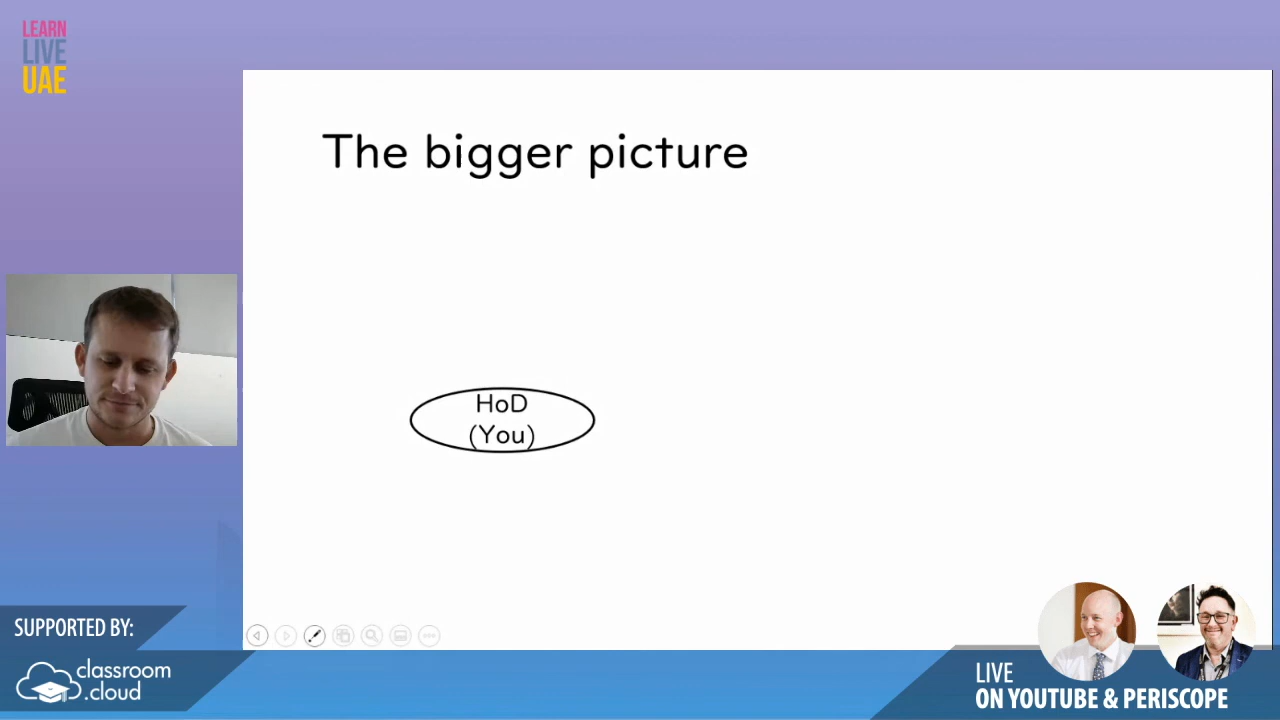 LEARN
LIVE
UAE
The bigger picture
HoD
(You)
SUPPORTED BY:
classroom
.cloud
LIVE
ON YOUTUBE & PERISCOPE